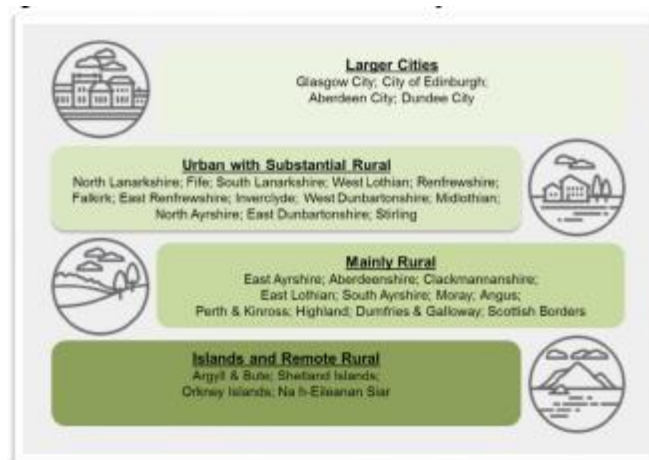 Larger Cities
Glasgow City; City of Edinburgh;
Aberdeen City; Dundee City
Urban with Substantial Rural
North Lanarkshire; Fife; South Lanarkshire; West Lothian; Renfrewshire;
Falkirk; East Renfrewshire; Inverclyde; West Dunbartonshire; Midlothian;
North Ayrshire; East Dunbartonshire; Stirling
Mainly Rural
East Ayrshire; Aberdeenshire; Clackmannanshire;
East Lothian; South Ayrshire; Moray; Angus;
Perth & Kinross; Highland; Dumfries & Galloway; Scottish Borders
Islands and Remote Rural
Argyll & Bute; Shetland Islands;
Orkney Islands; Na h-Eileanan Siar